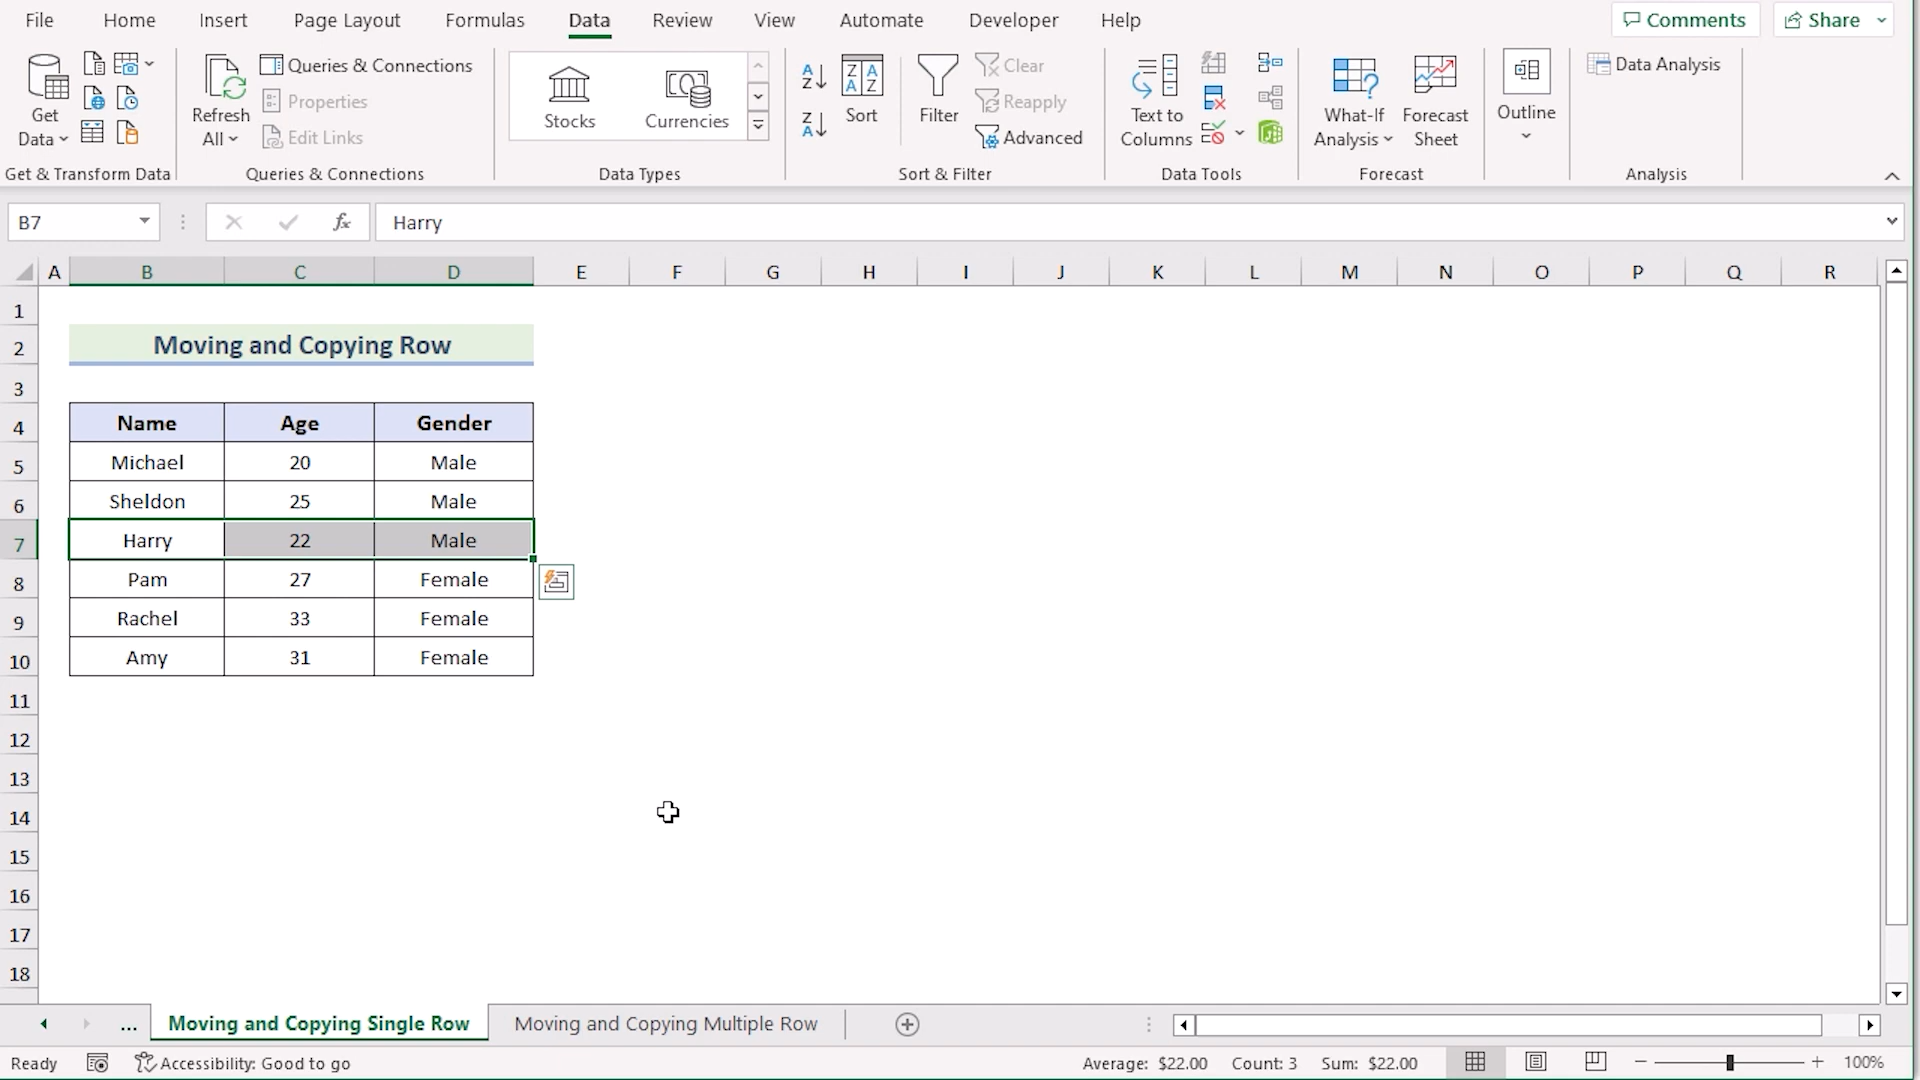 File Home Insert Page Layout Formulas Data Review View Automate Developer Help Comments Share
Get Data
Refresh All
Queries & Connections
Properties
Edit Links
Stocks
Currencies
Sort
Filter
Clear
Reapply
Advanced
Text to Columns
What-If Analysis
Forecast Sheet
Outline
Data Analysis
Get & Transform Data Queries & Connections Data Types Sort & Filter Data Tools Forecast Analysis
B7 fx Harry
A B C D E F G H I J K L M N O P Q R
1
2 Moving and Copying Row
3
4 Name Age Gender
5 Michael 20 Male
6 Sheldon 25 Male
7 Harry 22 Male
8 Pam 27 Female
9 Rachel 33 Female
10 Amy 31 Female
11
12
13
14
15
16
17
18
... Moving and Copying Single Row Moving and Copying Multiple Row
Ready Accessibility: Good to go Average: $22.00 Count: 3 Sum: $22.00 100%